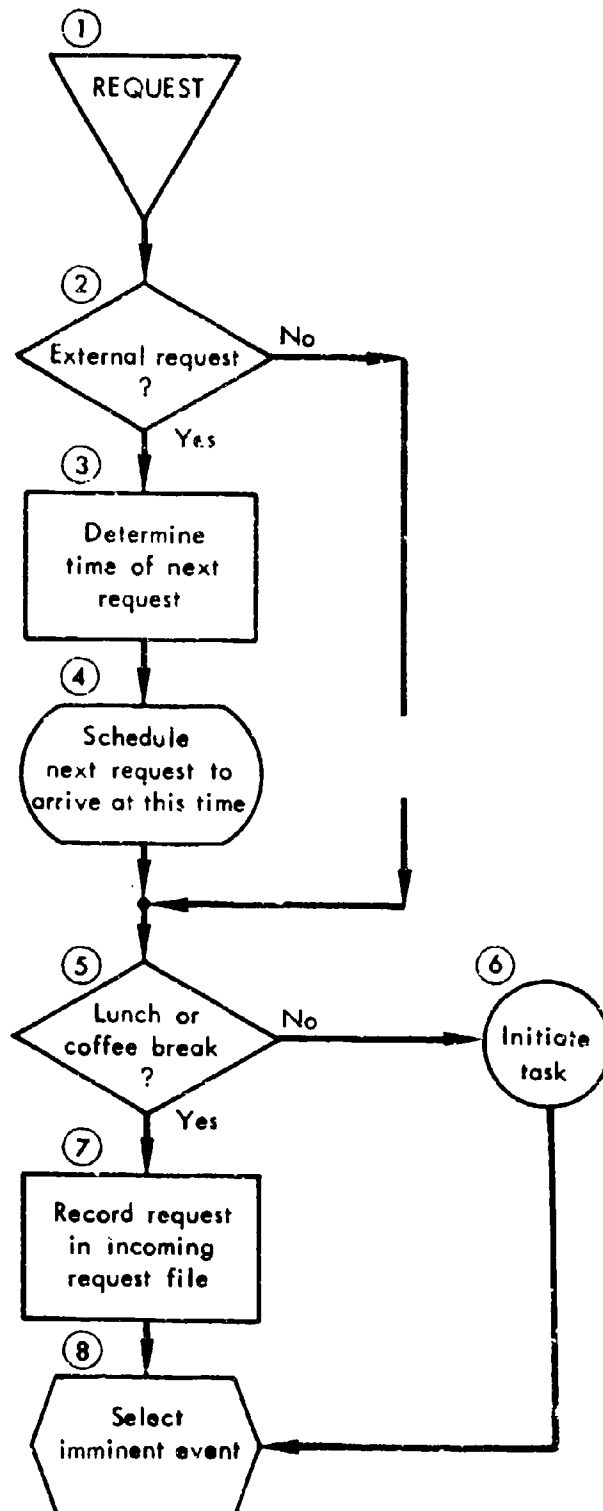 1
REQUEST
2
External request
?
No
Yes
3
Determine
time of next
request
4
Schedule
next request to
arrive at this time
5
Lunch or
coffee break
?
No
6
Initiate
task
Yes
7
Record request
in incoming
request file
8
Select
imminent event